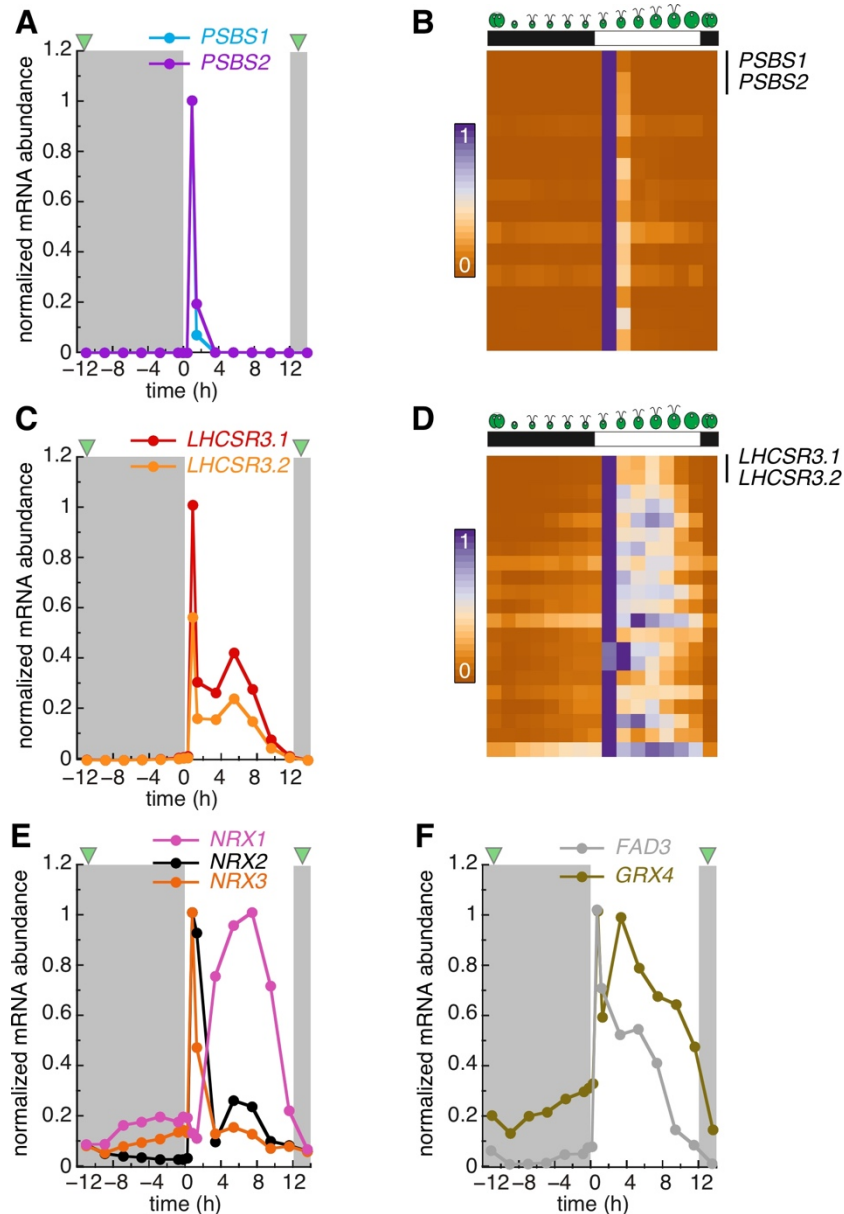 A
PSBS1
PSBS2
normalized mRNA abundance
1.2
1
0.8
0.6
0.4
0.2
0
−12 −8 −4 0 4 8 12
time (h)
B
PSBS1
PSBS2
1
0
C
LHCSR3.1
LHCSR3.2
normalized mRNA abundance
1.2
1
0.8
0.6
0.4
0.2
0
−12 −8 −4 0 4 8 12
time (h)
D
LHCSR3.1
LHCSR3.2
1
0
E
NRX1
NRX2
NRX3
normalized mRNA abundance
1.2
1
0.8
0.6
0.4
0.2
0
−12 −8 −4 0 4 8 12
time (h)
F
FAD3
GRX4
normalized mRNA abundance
1.2
1
0.8
0.6
0.4
0.2
0
−12 −8 −4 0 4 8 12
time (h)